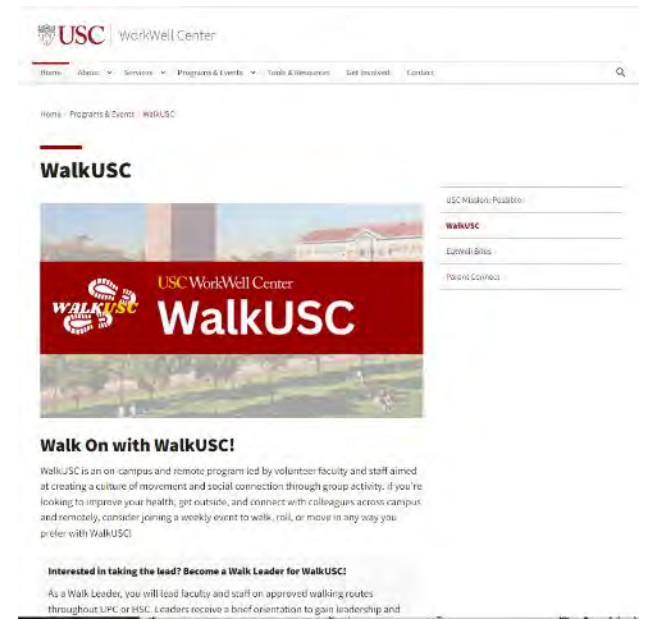 USC WorkWell Center
Home About Services Programs & Events Tools & Resources Get Involved Contact
Home Programs & Events WalkUSC
WalkUSC
USC Mission: Possible
WalkUSC
EatWell Bites
Parent Connect
USC WorkWell Center
WALKUSC WalkUSC
Walk On with WalkUSC!
WalkUSC is an on-campus and remote program led by volunteer faculty and staff aimed
at creating a culture of movement and social connection through group activity. If you're
looking to improve your health, get outside, and connect with colleagues across campus
and remotely, consider joining a weekly event to walk, roll, or move in any way you
prefer with WalkUSC!
Interested in taking the lead? Become a Walk Leader for WalkUSC!
As a Walk Leader, you will lead faculty and staff on approved walking routes
throughout UPC or HSC. Leaders receive a brief orientation to gain leadership and